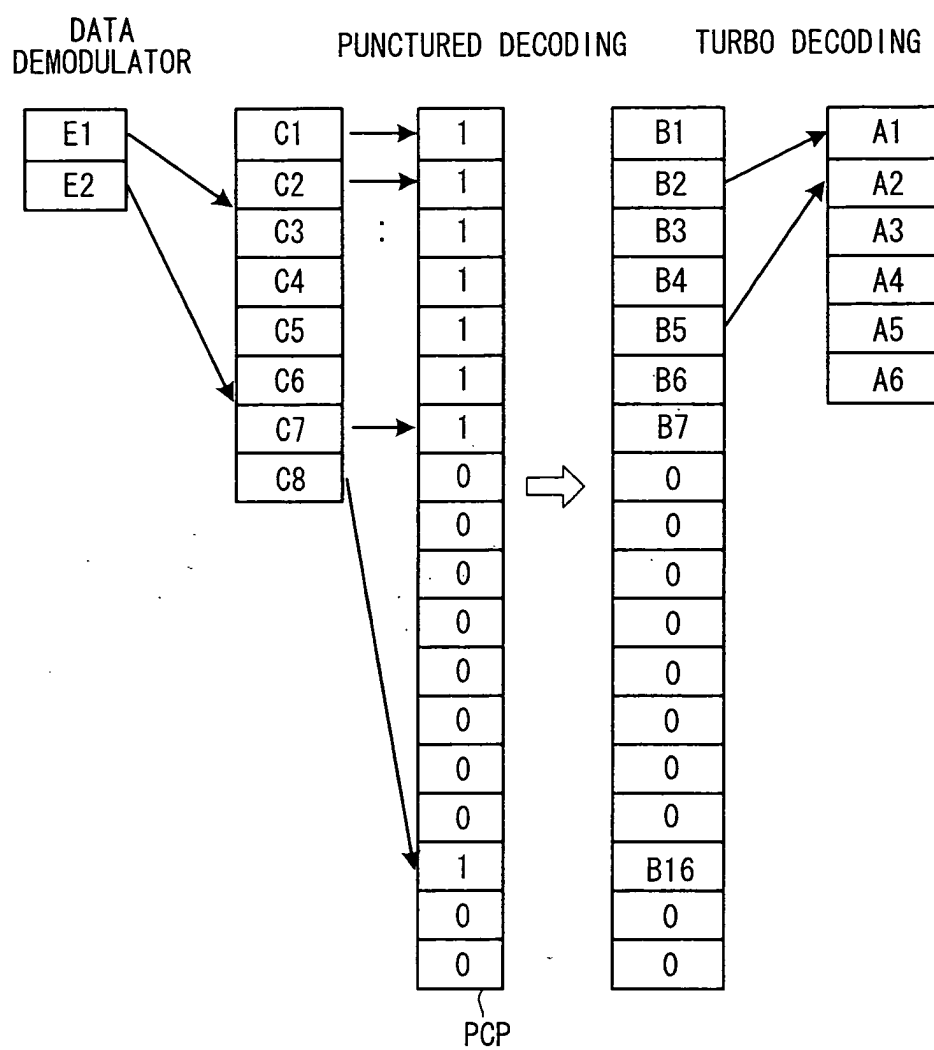 DATA
DEMODULATOR
PUNCTURED DECODING
TURBO DECODING
E1
E2
C1
C2
C3
C4
C5
C6
C7
C8
:
1
1
1
1
1
1
1
0
0
0
0
0
0
0
0
1
0
0
PCP
B1
B2
B3
B4
B5
B6
B7
0
0
0
0
0
0
0
0
B16
0
0
A1
A2
A3
A4
A5
A6